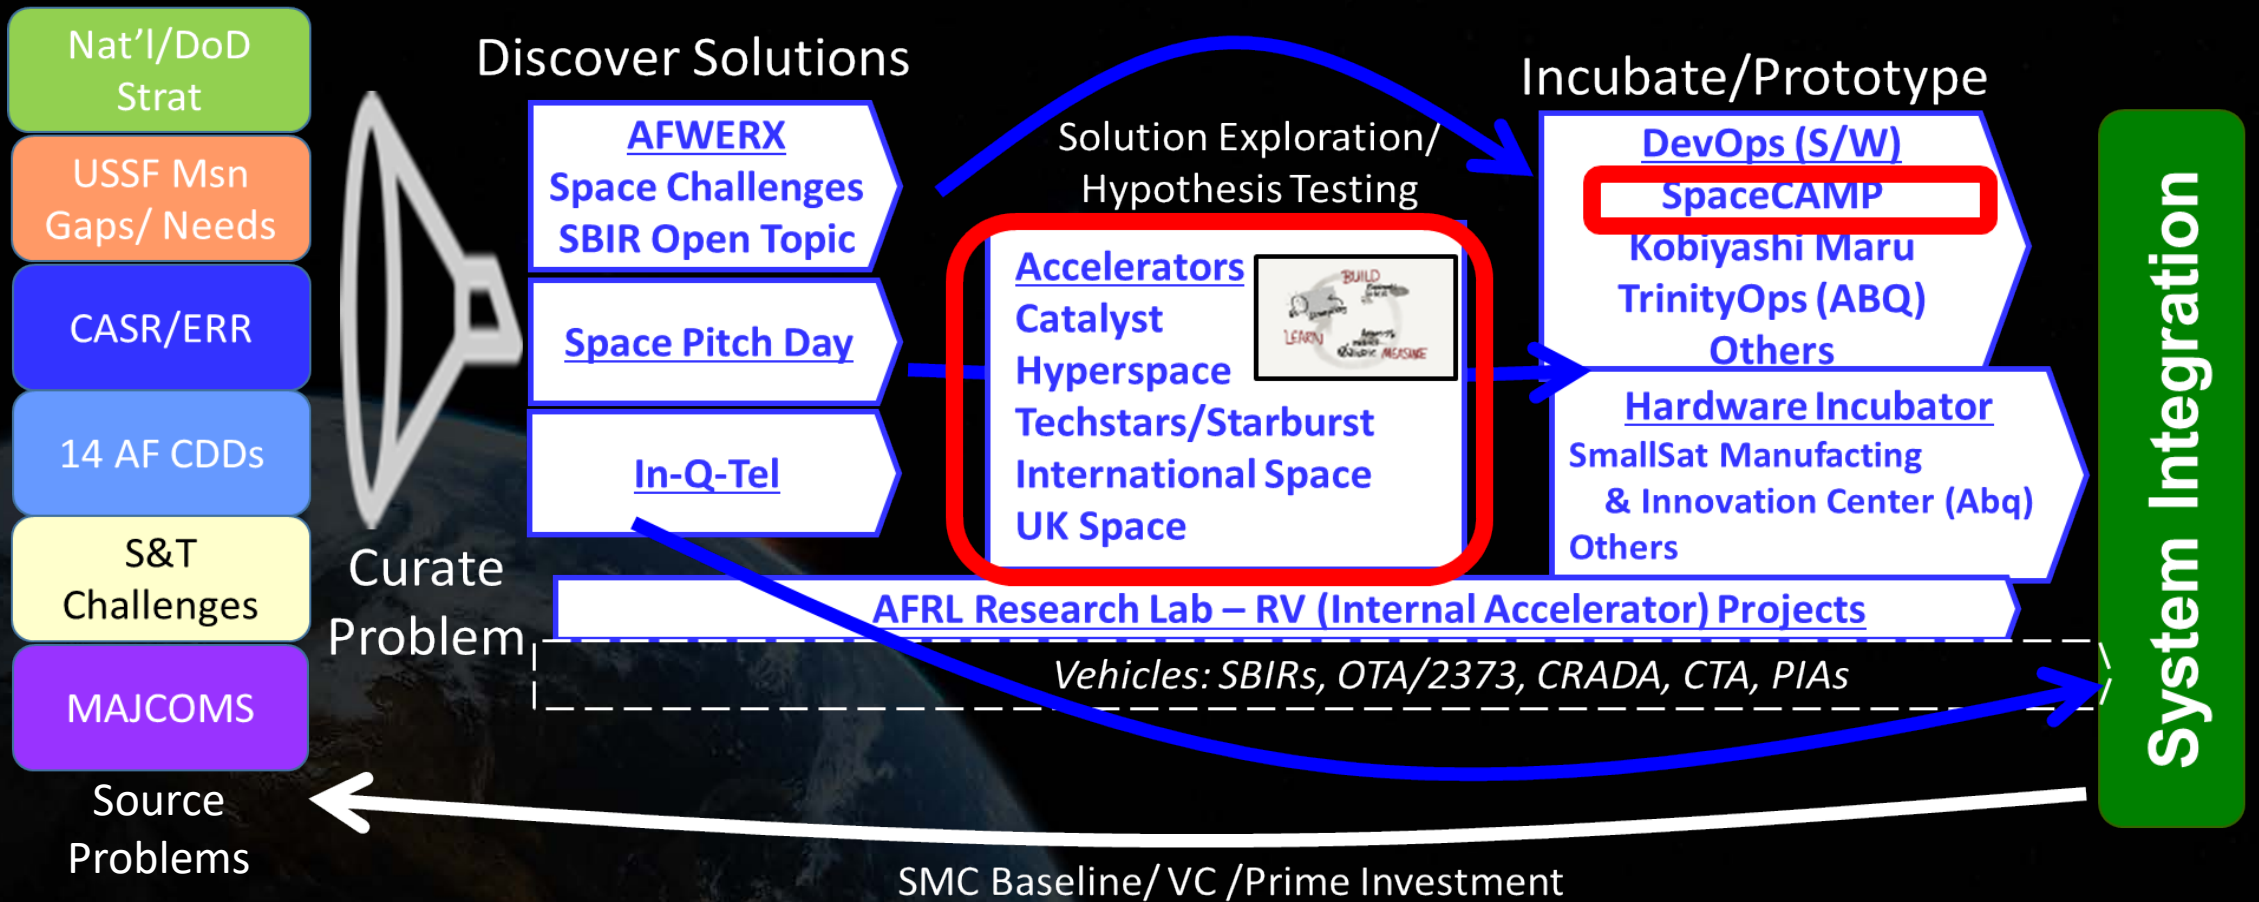 Nat’l/DoD
Strat
USSF Msn
Gaps/ Needs
CASR/ERR
14 AF CDDs
S&T
Challenges
MAJCOMS
Source
Problems
Curate
Problem
Discover Solutions
AFWERX
Space Challenges
SBIR Open Topic
Space Pitch Day
In-Q-Tel
Solution Exploration/
Hypothesis Testing
Accelerators
Catalyst
Hyperspace
Techstars/Starburst
International Space
UK Space
BUILD
LEARN
MEASURE
Incubate/Prototype
DevOps (S/W)
SpaceCAMP
Kobiyashi Maru
TrinityOps (ABQ)
Others
Hardware Incubator
SmallSat Manufacting
& Innovation Center (Abq)
Others
AFRL Research Lab – RV (Internal Accelerator) Projects
Vehicles: SBIRs, OTA/2373, CRADA, CTA, PIAs
System Integration
SMC Baseline/ VC /Prime Investment